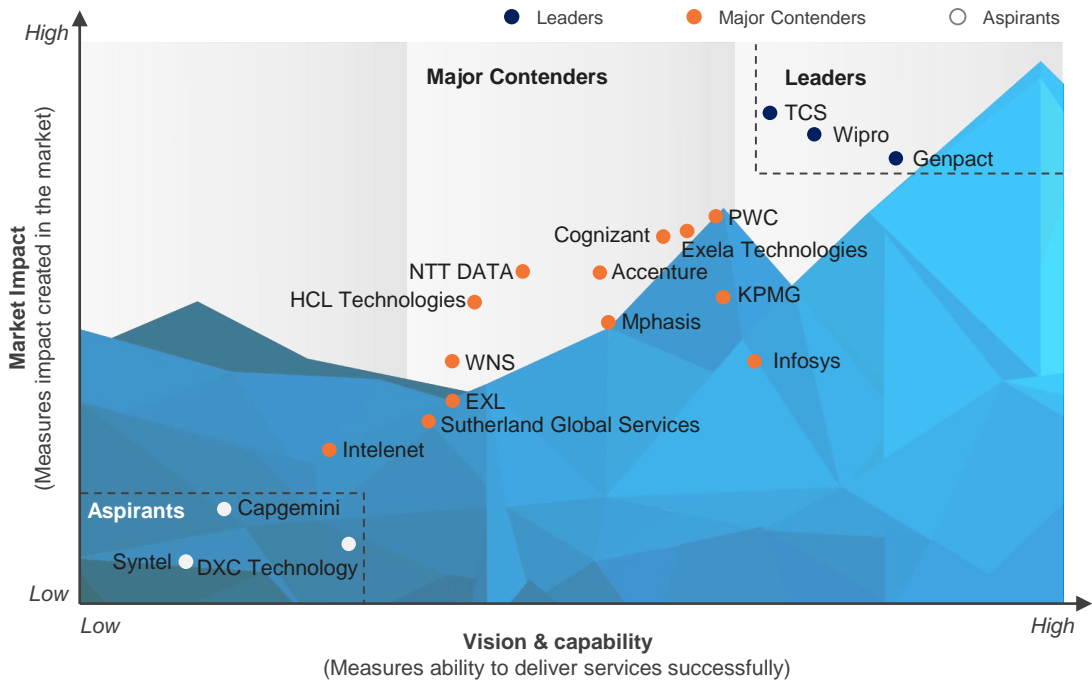 Leaders
Major Contenders
Aspirants
High
Major Contenders
Leaders
TCS
Wipro
Genpact
PWC
Cognizant
Exela Technologies
NTT DATA
Accenture
HCL Technologies
KPMG
Mphasis
WNS
Infosys
EXL
Sutherland Global Services
Intelenet
Aspirants
Capgemini
Syntel
DXC Technology
Market Impact
(Measures impact created in the market)
Low
Low
High
Vision & capability
(Measures ability to deliver services successfully)